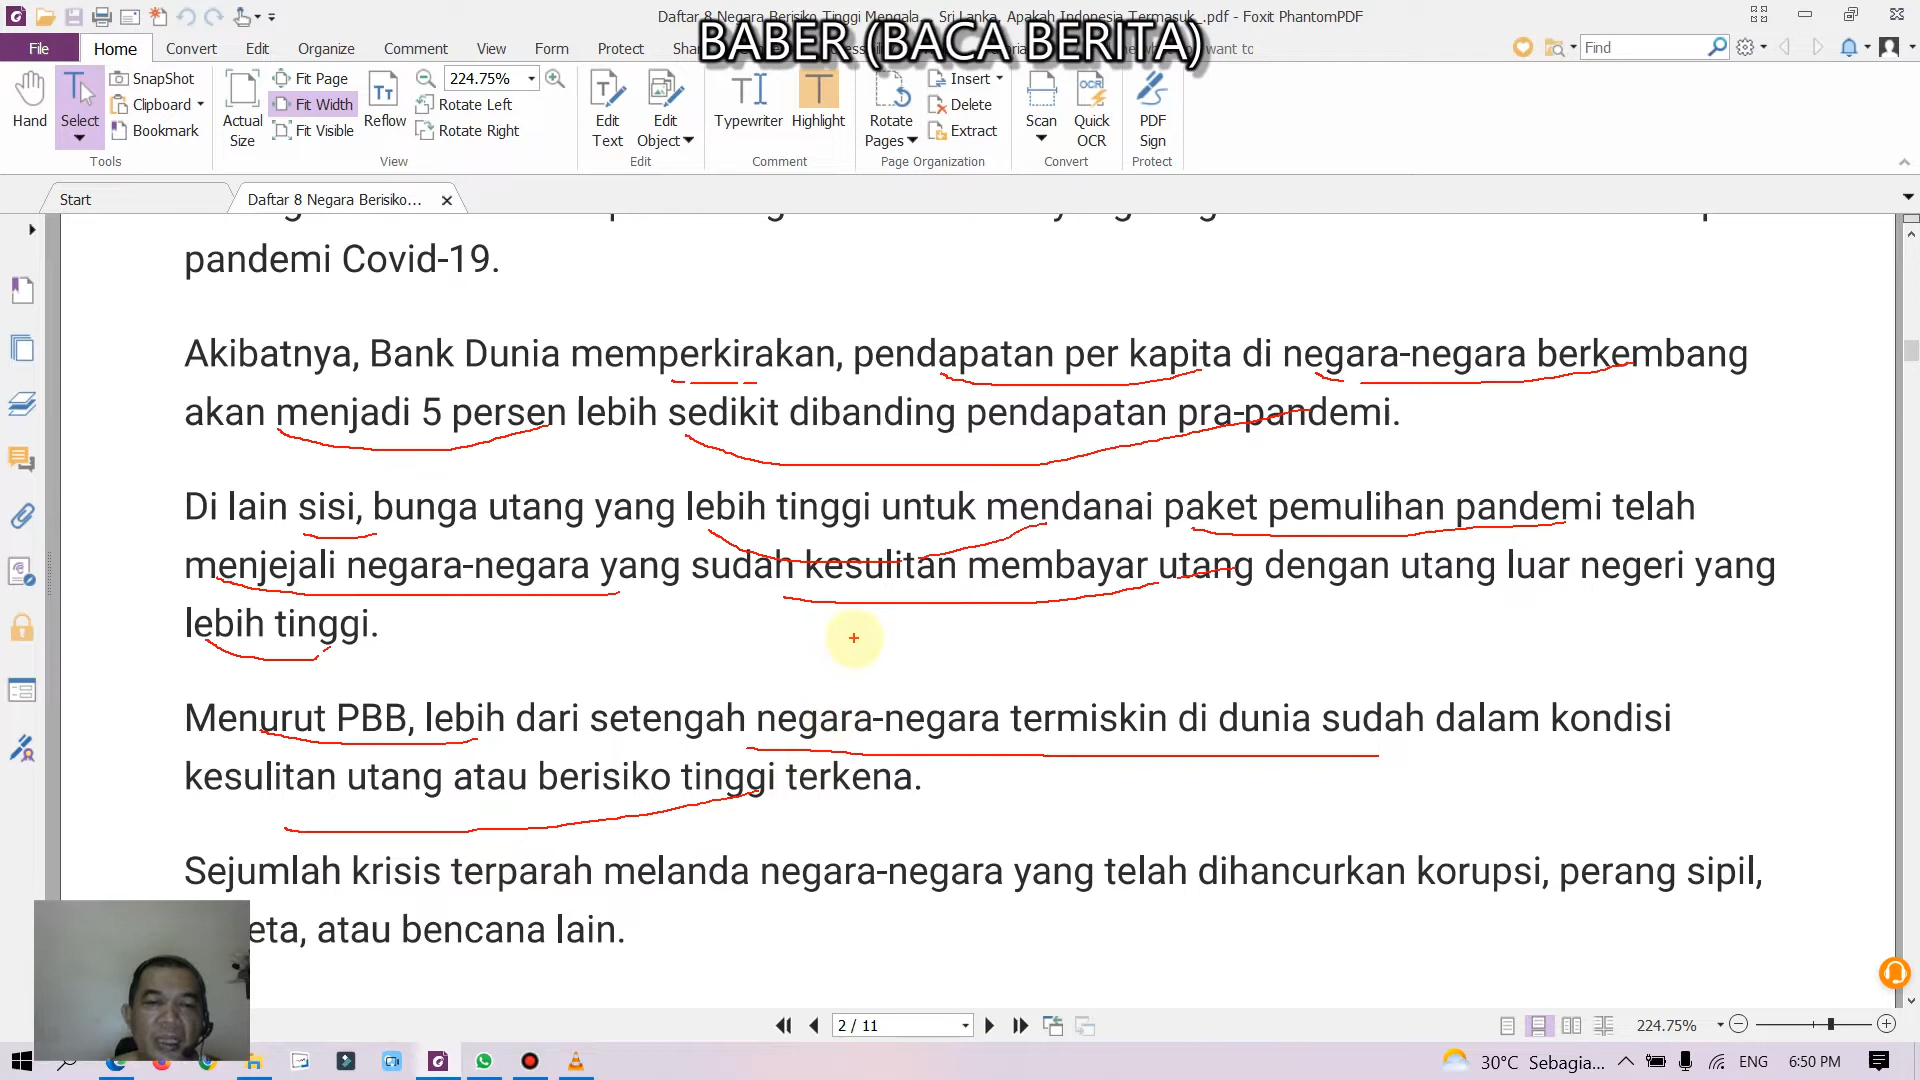 Daftar 8 Negara Berisiko Tinggi Mengala... Sri Lanka, Apakah Indonesia Termasuk_.pdf - Foxit PhantomPDF
BABER (BACA BERITA)
File Home Convert Edit Organize Comment View Form Protect
Find
SnapShot Fit Page 224.75% Insert
Clipboard Fit Width Rotate Left Delete
Bookmark Fit Visible Rotate Right Extract
Hand Select Actual Size Reflow Edit Text Edit Object Typewriter Highlight Rotate Pages Scan Quick OCR PDF Sign
Tools View Edit Comment Page Organization Convert Protect
Start Daftar 8 Negara Berisiko...
pandemi Covid-19.
Akibatnya, Bank Dunia memperkirakan, pendapatan per kapita di negara-negara berkembang
akan menjadi 5 persen lebih sedikit dibanding pendapatan pra-pandemi.
Di lain sisi, bunga utang yang lebih tinggi untuk mendanai paket pemulihan pandemi telah
menjejali negara-negara yang sudah kesulitan membayar utang dengan utang luar negeri yang
lebih tinggi.
Menurut PBB, lebih dari setengah negara-negara termiskin di dunia sudah dalam kondisi
kesulitan utang atau berisiko tinggi terkena.
Sejumlah krisis terparah melanda negara-negara yang telah dihancurkan korupsi, perang sipil,
eta, atau bencana lain.
2 / 11 224.75%
30°C Sebagia... ENG 6:50 PM